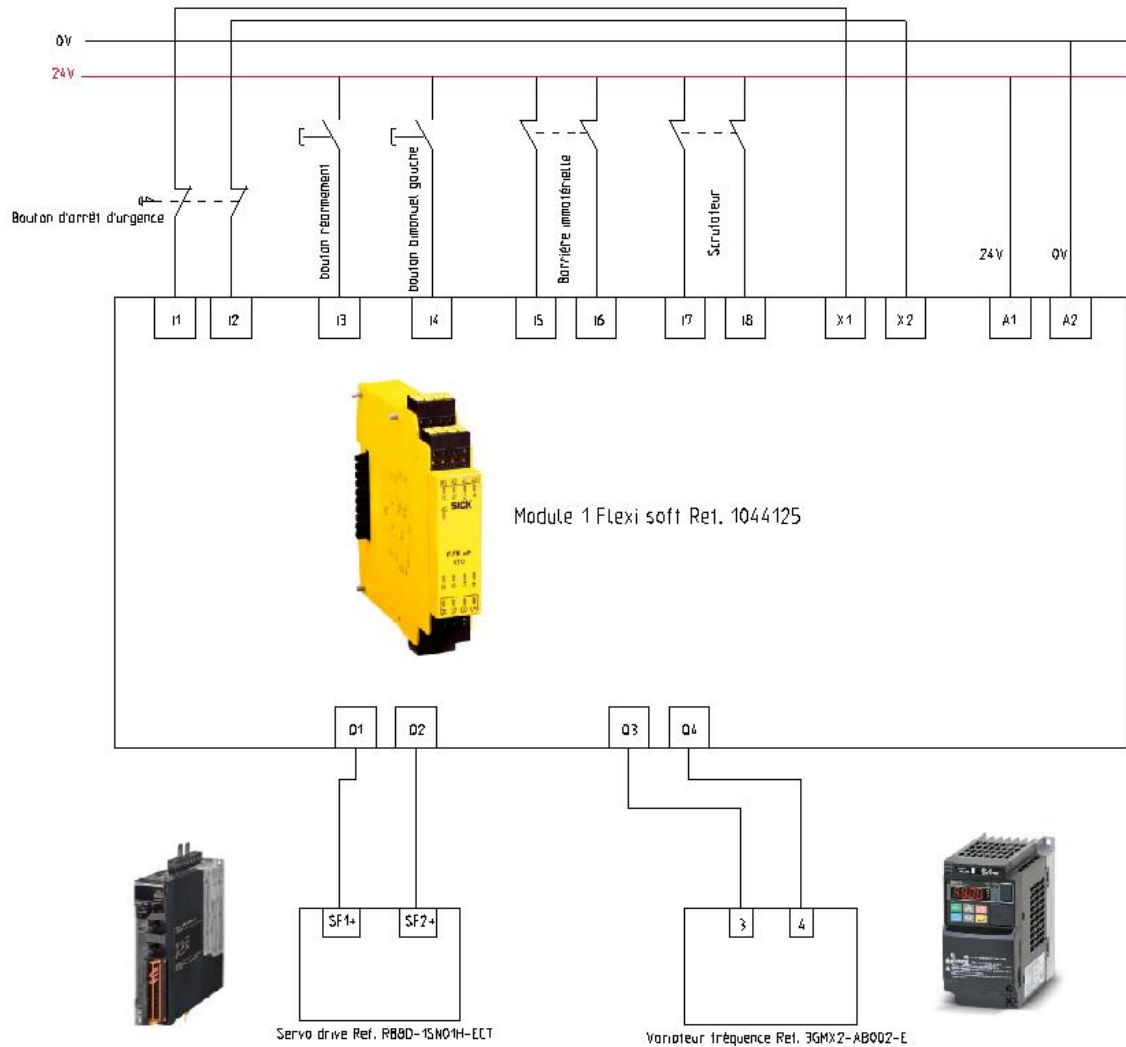 0V
24V
Bouton d'arrêt d'urgence
bouton réarmement
bouton bimanuel gauche
Barrière immatérielle
Scrutateur
24V
0V
I1
I2
I3
I4
I5
I6
I7
I8
X1
X2
A1
A2
SICK
Module 1 Flexi soft Ref. 1044125
Q1
Q2
Q3
Q4
SF1+
SF2+
3
4
Servo drive Ref. R88D-1SN01H-ECT
Variateur fréquence Ref. 3GMX2-AB002-E